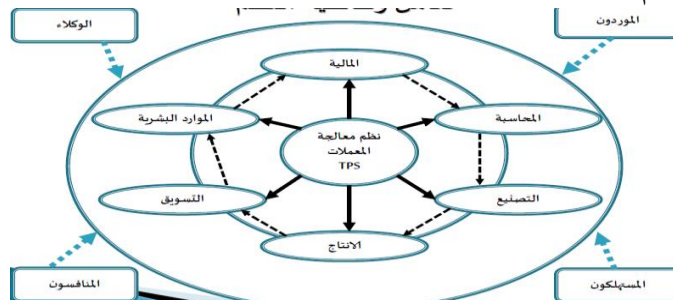 الموردون
الوكلاء
المالية
المحاسبة
الموارد البشرية
نظم معالجة
المعملات
TPS
التصنيع
التسويق
الانتاج
المستهلكون
المنافسون